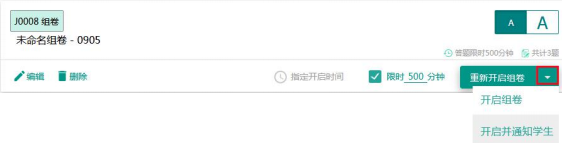 J0008 组卷
A A
未命名组卷 - 0905
答题限时500分钟 共计3题
编辑 删除 指定开启时间 限时 500 分钟 重新开启组卷
开启组卷
开启并通知学生